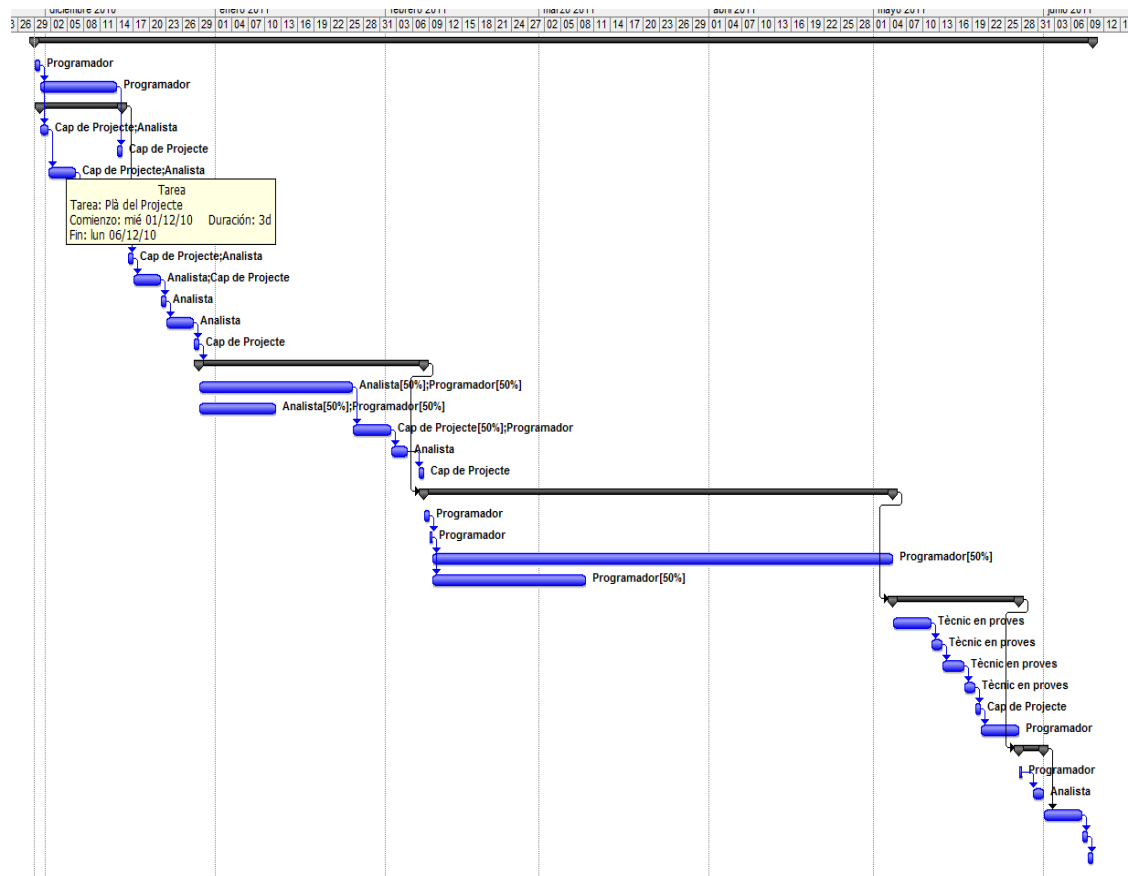 diciembre 2010 enero 2011 febrero 2011 marzo 2011 abril 2011 mayo 2011 junio 2011
26 29 02 05 08 11 14 17 20 23 26 29 01 04 07 10 13 16 19 22 25 28 31 03 06 09 12 15 18 21 24 27 02 05 08 11 14 17 20 23 26 29 01 04 07 10 13 16 19 22 25 28 01 04 07 10 13 16 19 22 25 28 31 03 06 09 12
Programador
Programador
Cap de Projecte;Analista
Cap de Projecte
Cap de Projecte;Analista
Tarea
Tarea: Plà del Projecte
Comienzo: mié 01/12/10 Duración: 3d
Fin: lun 06/12/10
Cap de Projecte;Analista
Analista;Cap de Projecte
Analista
Analista
Cap de Projecte
Analista[50%];Programador[50%]
Analista[50%];Programador[50%]
Cap de Projecte[50%];Programador
Analista
Cap de Projecte
Programador
Programador
Programador[50%]
Programador[50%]
Tècnic en proves
Tècnic en proves
Tècnic en proves
Tècnic en proves
Cap de Projecte
Programador
Programador
Analista